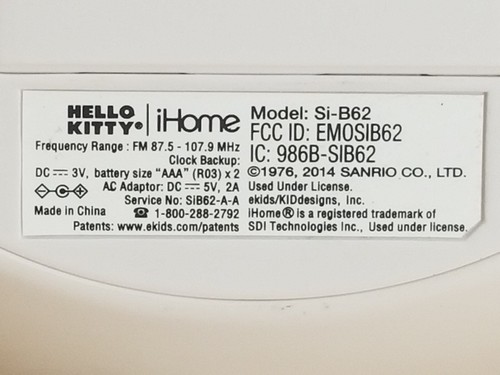 HELLO KITTY® | iHome
Frequency Range : FM 87.5 - 107.9 MHz
Clock Backup:
DC ⎓ 3V, battery size "AAA" (R03) x 2
AC Adaptor: DC ⎓ 5V, 2A
Service No: SiB62-A-A
Made in China ☎ 1-800-288-2792
Patents: www.ekids.com/patents
Model: Si-B62
FCC ID: EMOSIB62
IC: 986B-SIB62
©1976, 2014 SANRIO CO., LTD.
Used Under License.
ekids/KIDdesigns, Inc.
iHome® is a registered trademark of
SDI Technologies Inc., Used under license.